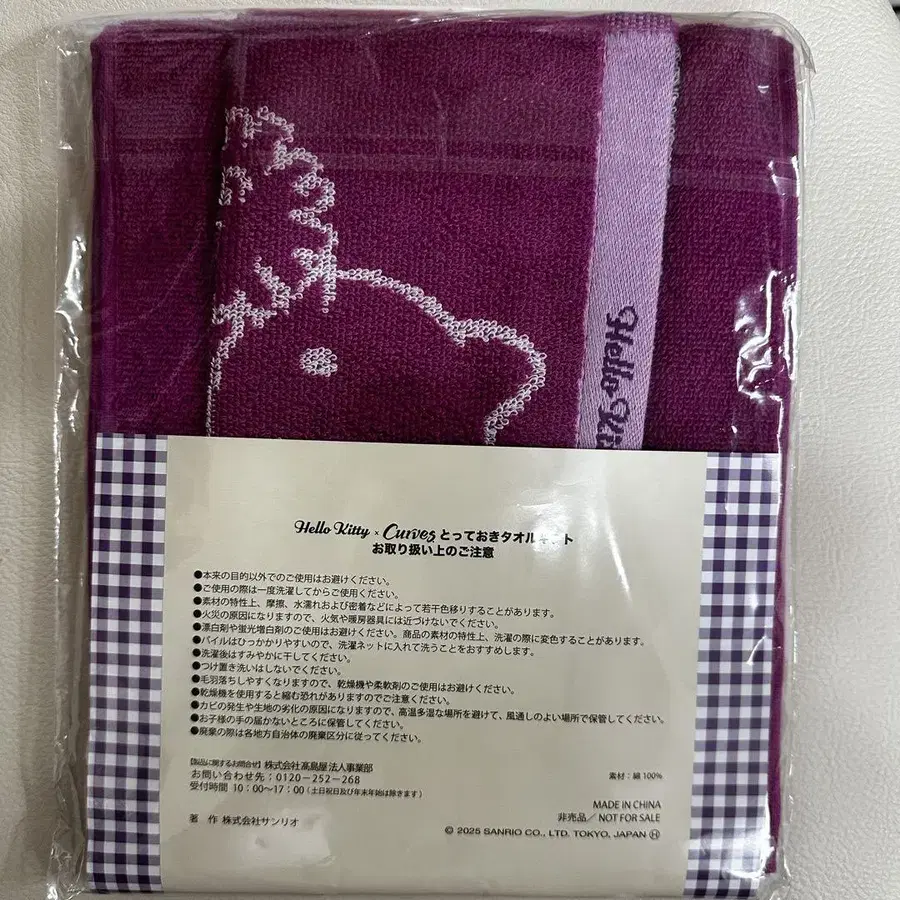 Hello Ki
Hello Kitty × Curves とっておきタオル
お取り扱い上のご注意
●本来の目的以外でのご使用はお避けください。
●ご使用の際は一度洗濯してからご使用ください。
●素材の特性上、摩擦、水濡れおよび密着などによって若干色移りすることがあります。
●火災の原因になりますので、火気や暖房器具には近づけないでください。
●漂白剤や蛍光増白剤のご使用はお避けください。商品の素材の特性上、洗濯の際に変色することがあります。
●パイルはひっかかりやすいので、洗濯ネットに入れて洗うことをおすすめします。
●洗濯後はすみやかに干してください。
●つけ置き洗いはしないでください。
●毛羽落ちしやすくなりますので、乾燥機や柔軟剤のご使用はお避けください。
●乾燥機を使用すると縮む恐れがありますのでご注意ください。
●カビの発生や生地の劣化の原因になりますので、高温多湿な場所を避けて、風通しのよい場所で保管してください。
●お子様の手の届かないところに保管してください。
●廃棄の際は各地方自治体の廃棄区分に従ってください。
【製品に関するお問合せ】株式会社高島屋 法人事業部
お問い合わせ先:0120-252-268
受付時間 10:00〜17:00(土日祝日及び年末年始は除きます)
素材:綿100%
MADE IN CHINA
非売品/NOT FOR SALE
著 作 株式会社サンリオ
© 2025 SANRIO CO., LTD. TOKYO, JAPAN Ⓗ